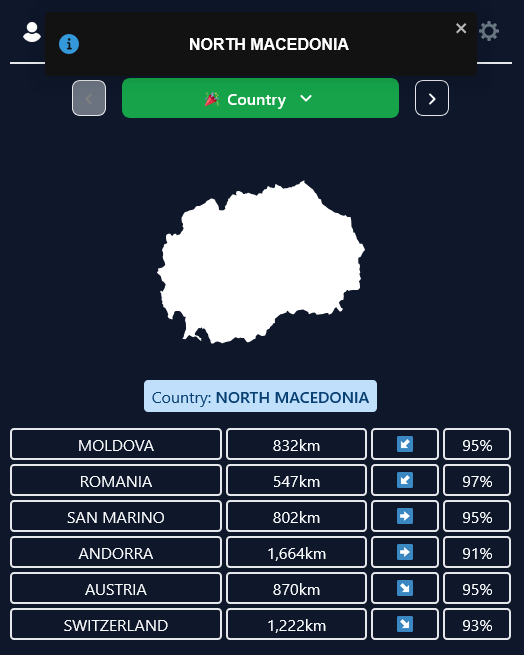 NORTH MACEDONIA
Country
Country: NORTH MACEDONIA
MOLDOVA 832km 95%
ROMANIA 547km 97%
SAN MARINO 802km 95%
ANDORRA 1,664km 91%
AUSTRIA 870km 95%
SWITZERLAND 1,222km 93%